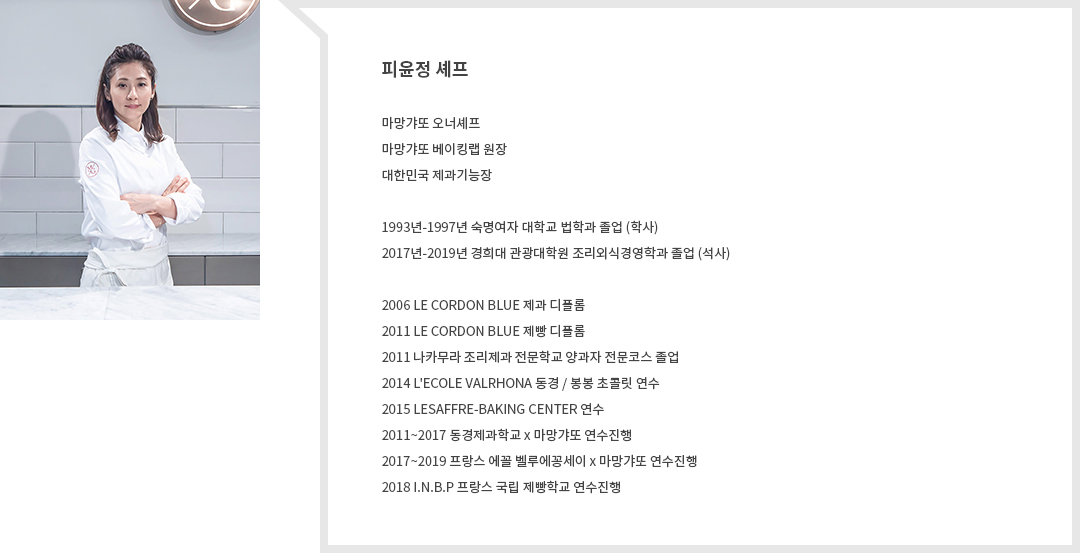 피윤정 셰프
마망갸또 오너셰프
마망갸또 베이킹랩 원장
대한민국 제과기능장
1993년-1997년 숙명여자 대학교 법학과 졸업 (학사)
2017년-2019년 경희대 관광대학원 조리외식경영학과 졸업 (석사)
2006 LE CORDON BLUE 제과 디플롬
2011 LE CORDON BLUE 제빵 디플롬
2011 나카무라 조리제과 전문학교 양과자 전문코스 졸업
2014 L'ECOLE VALRHONA 동경 / 봉봉 초콜릿 연수
2015 LESAFFRE-BAKING CENTER 연수
2011~2017 동경제과학교 x 마망갸또 연수진행
2017~2019 프랑스 에꼴 벨루에꽁세이 x 마망갸또 연수진행
2018 I.N.B.P 프랑스 국립 제빵학교 연수진행